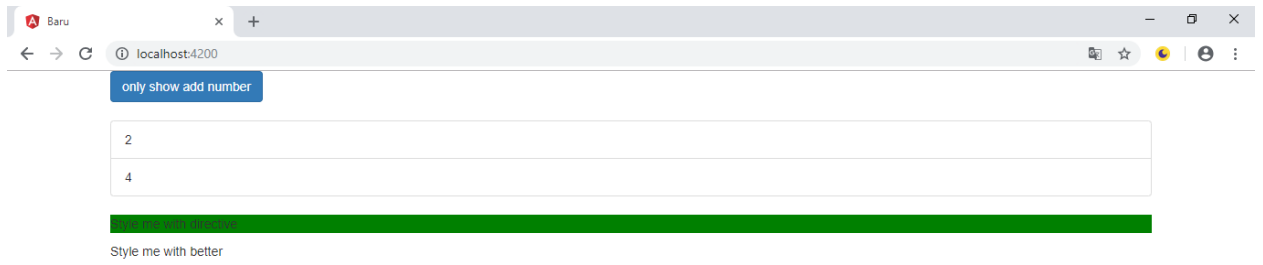 Baru
localhost:4200
only show add number
2
4
Style me with directive
Style me with better